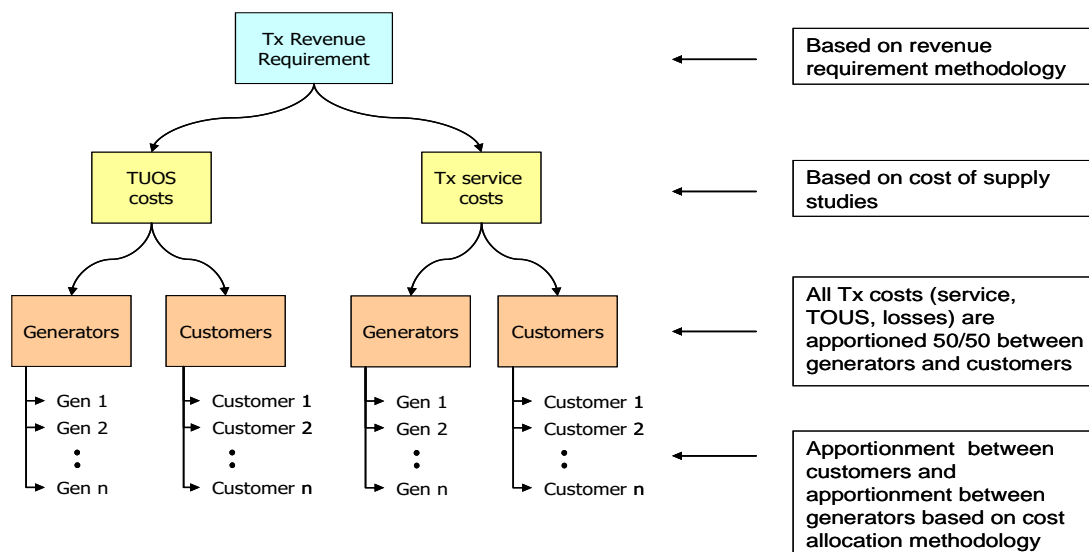 Tx Revenue
Requirement
Based on revenue
requirement methodology
TUOS
costs
Tx service
costs
Based on cost of supply
studies
Generators
Customers
Generators
Customers
All Tx costs (service,
TOUS, losses) are
apportioned 50/50 between
generators and customers
Gen 1
Gen 2
Gen n
Customer 1
Customer 2
Customer n
Gen 1
Gen 2
Gen n
Customer 1
Customer 2
Customer n
Apportionment between
customers and
apportionment between
generators based on cost
allocation methodology